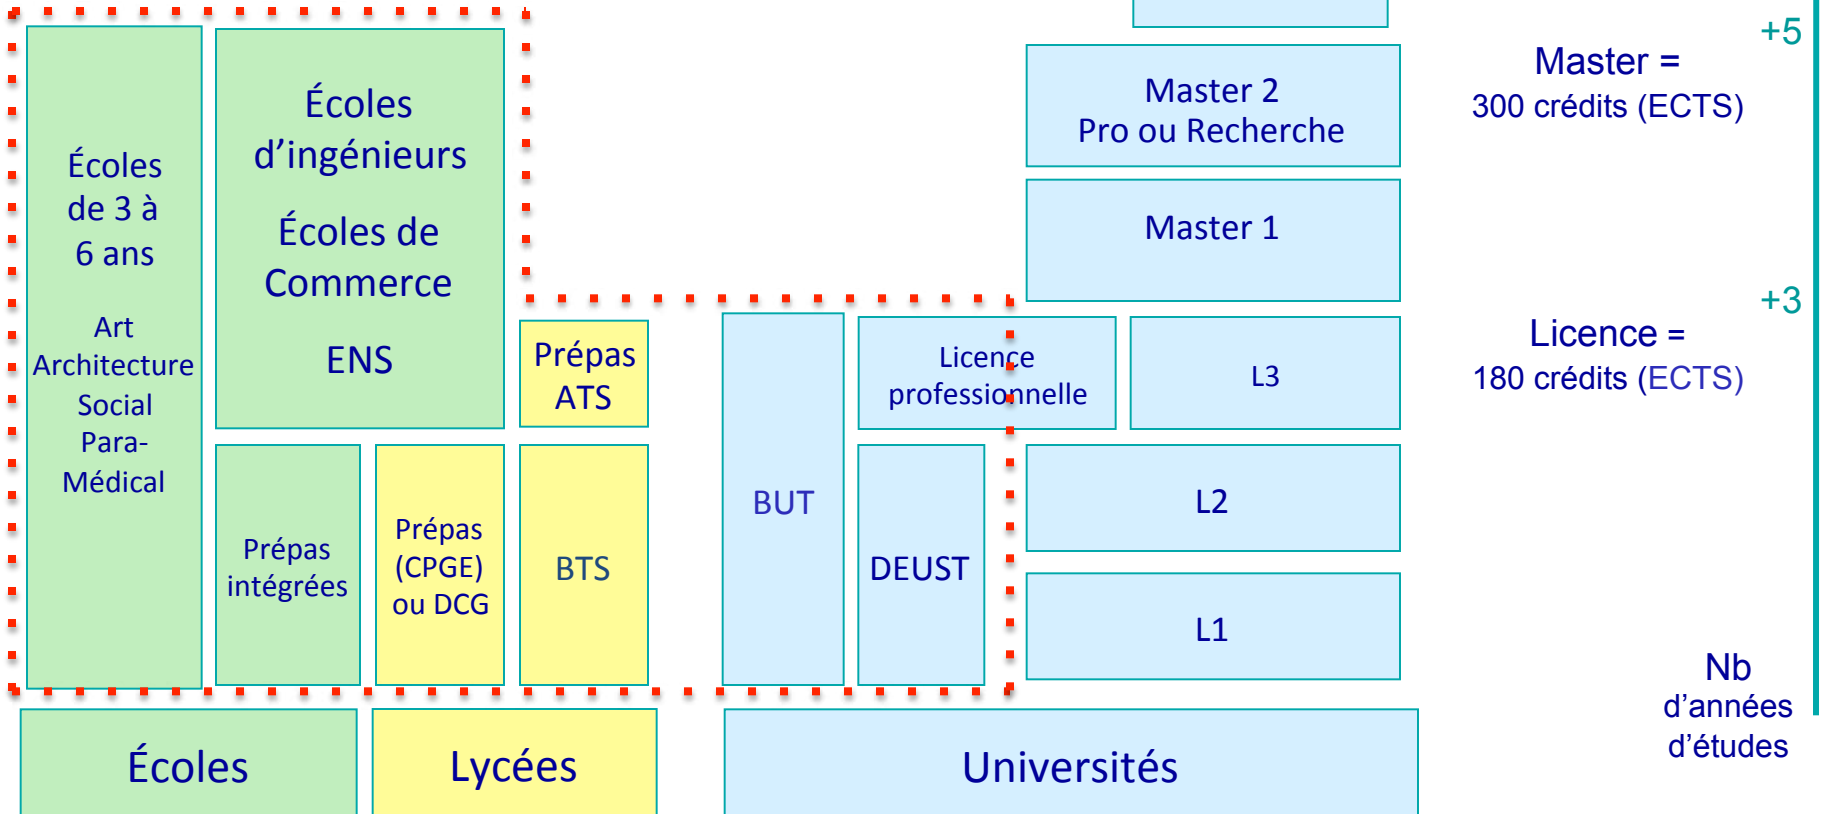 Écoles
de 3 à
6 ans
Art
Architecture
Social
Para-
Médical
Écoles
d’ingénieurs
Écoles de
Commerce
ENS
Prépas
intégrées
Prépas
(CPGE)
ou DCG
Prépas
ATS
BTS
BUT
Licence
professionnelle
DEUST
Master 2
Pro ou Recherche
Master 1
L3
L2
L1
Master =
300 crédits (ECTS)
Licence =
180 crédits (ECTS)
+5
+3
Nb
d’années
d’études
Écoles
Lycées
Universités